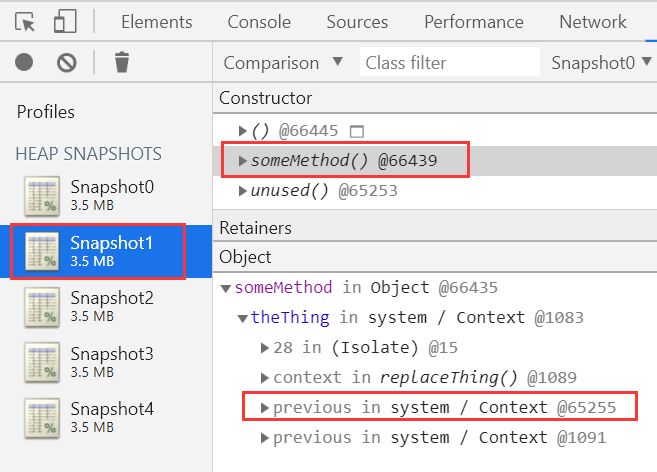 Elements Console Sources Performance Network
Comparison ▼ Class filter Snapshot0 ▼
Profiles
HEAP SNAPSHOTS
Snapshot0
3.5 MB
Snapshot1
3.5 MB
Snapshot2
3.5 MB
Snapshot3
3.5 MB
Snapshot4
3.5 MB
Constructor
▶() @66445
▶someMethod() @66439
▶unused() @65253
Retainers
Object
▼someMethod in Object @66435
▼theThing in system / Context @1083
▶28 in (Isolate) @15
▶context in replaceThing() @1089
▶previous in system / Context @65255
▶previous in system / Context @1091